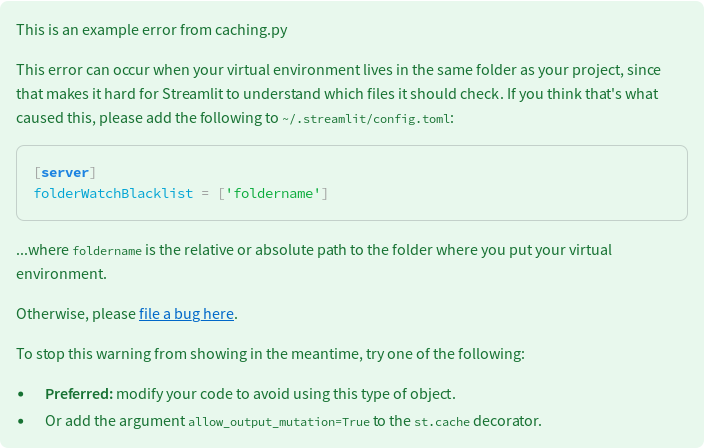 This is an example error from caching.py
This error can occur when your virtual environment lives in the same folder as your project, since
that makes it hard for Streamlit to understand which files it should check. If you think that's what
caused this, please add the following to ~/.streamlit/config.toml:
[server]
folderWatchBlacklist = ['foldername']
...where foldername is the relative or absolute path to the folder where you put your virtual
environment.
Otherwise, please file a bug here.
To stop this warning from showing in the meantime, try one of the following:
• Preferred: modify your code to avoid using this type of object.
• Or add the argument allow_output_mutation=True to the st.cache decorator.